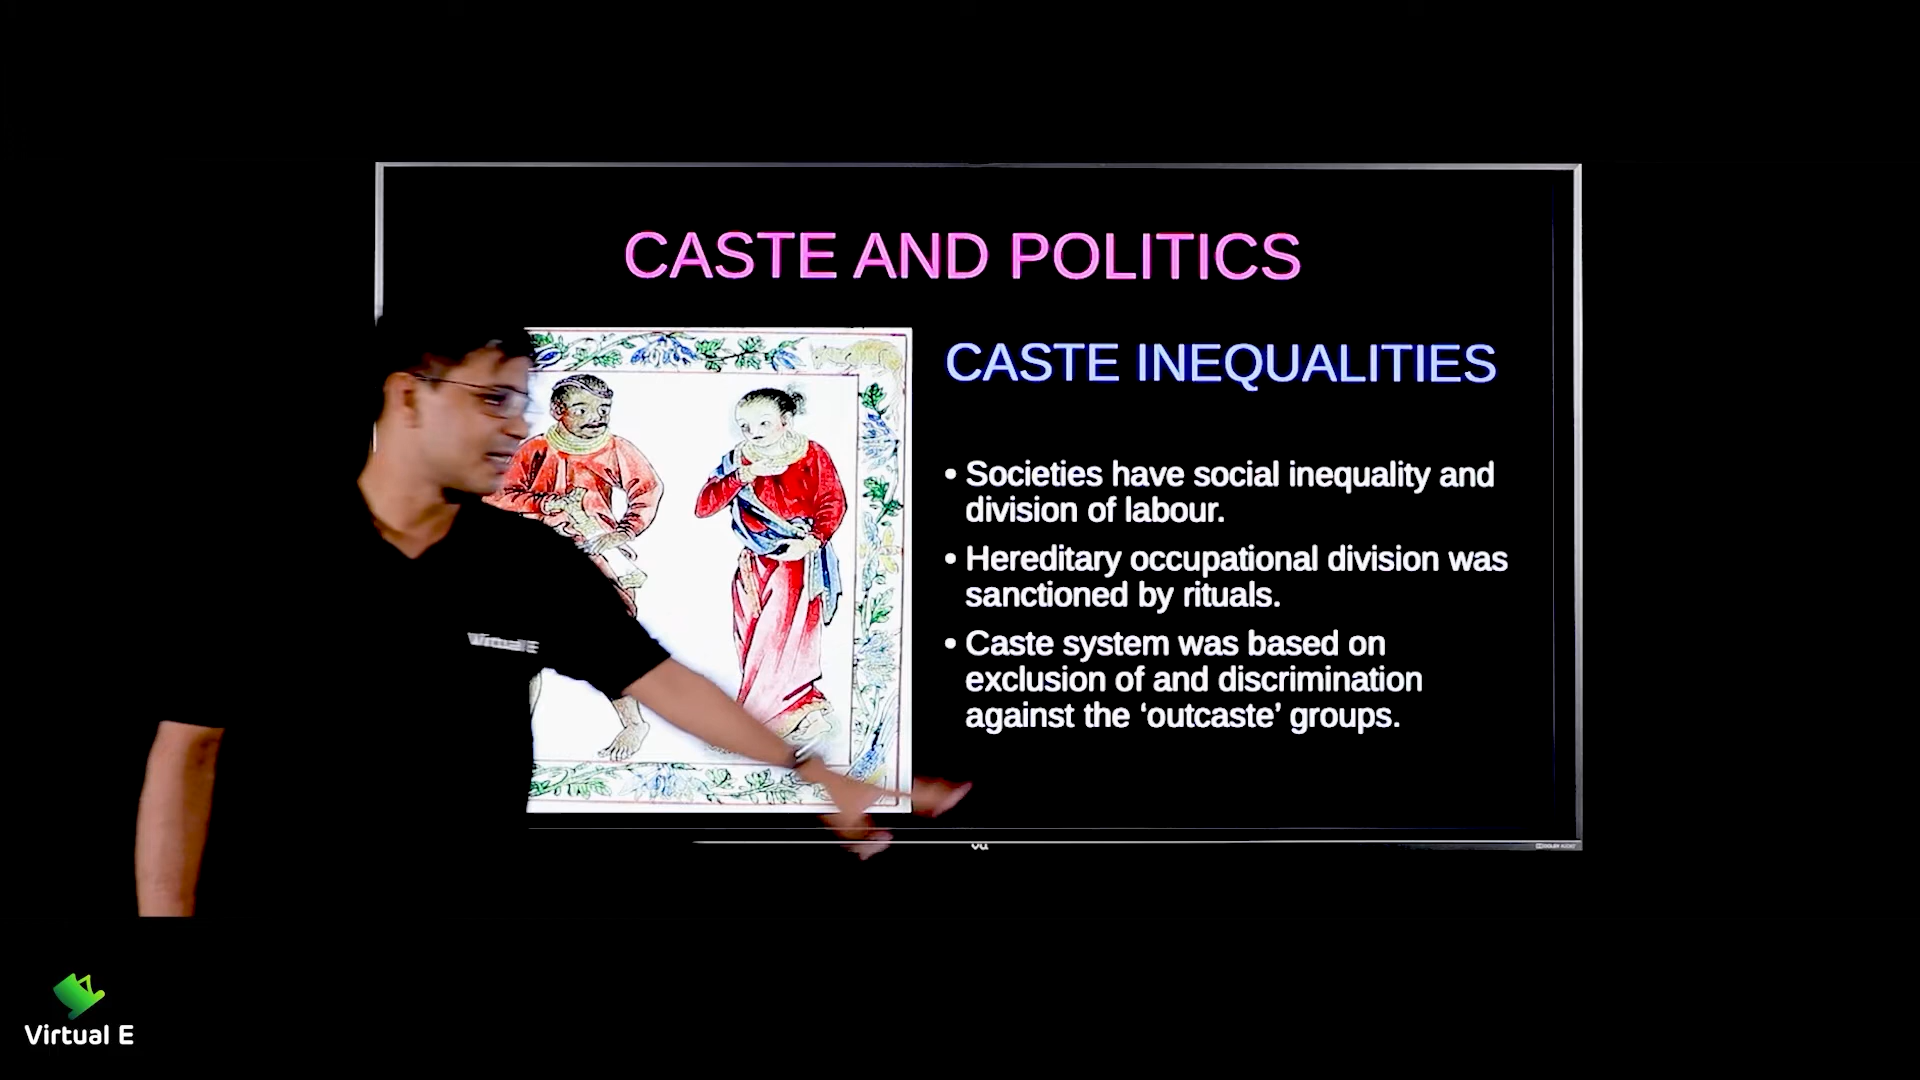 CASTE AND POLITICS
CASTE INEQUALITIES
• Societies have social inequality and
division of labour.
• Hereditary occupational division was
sanctioned by rituals.
• Caste system was based on
exclusion of and discrimination
against the ‘outcaste’ groups.
Virtual E
Virtual E